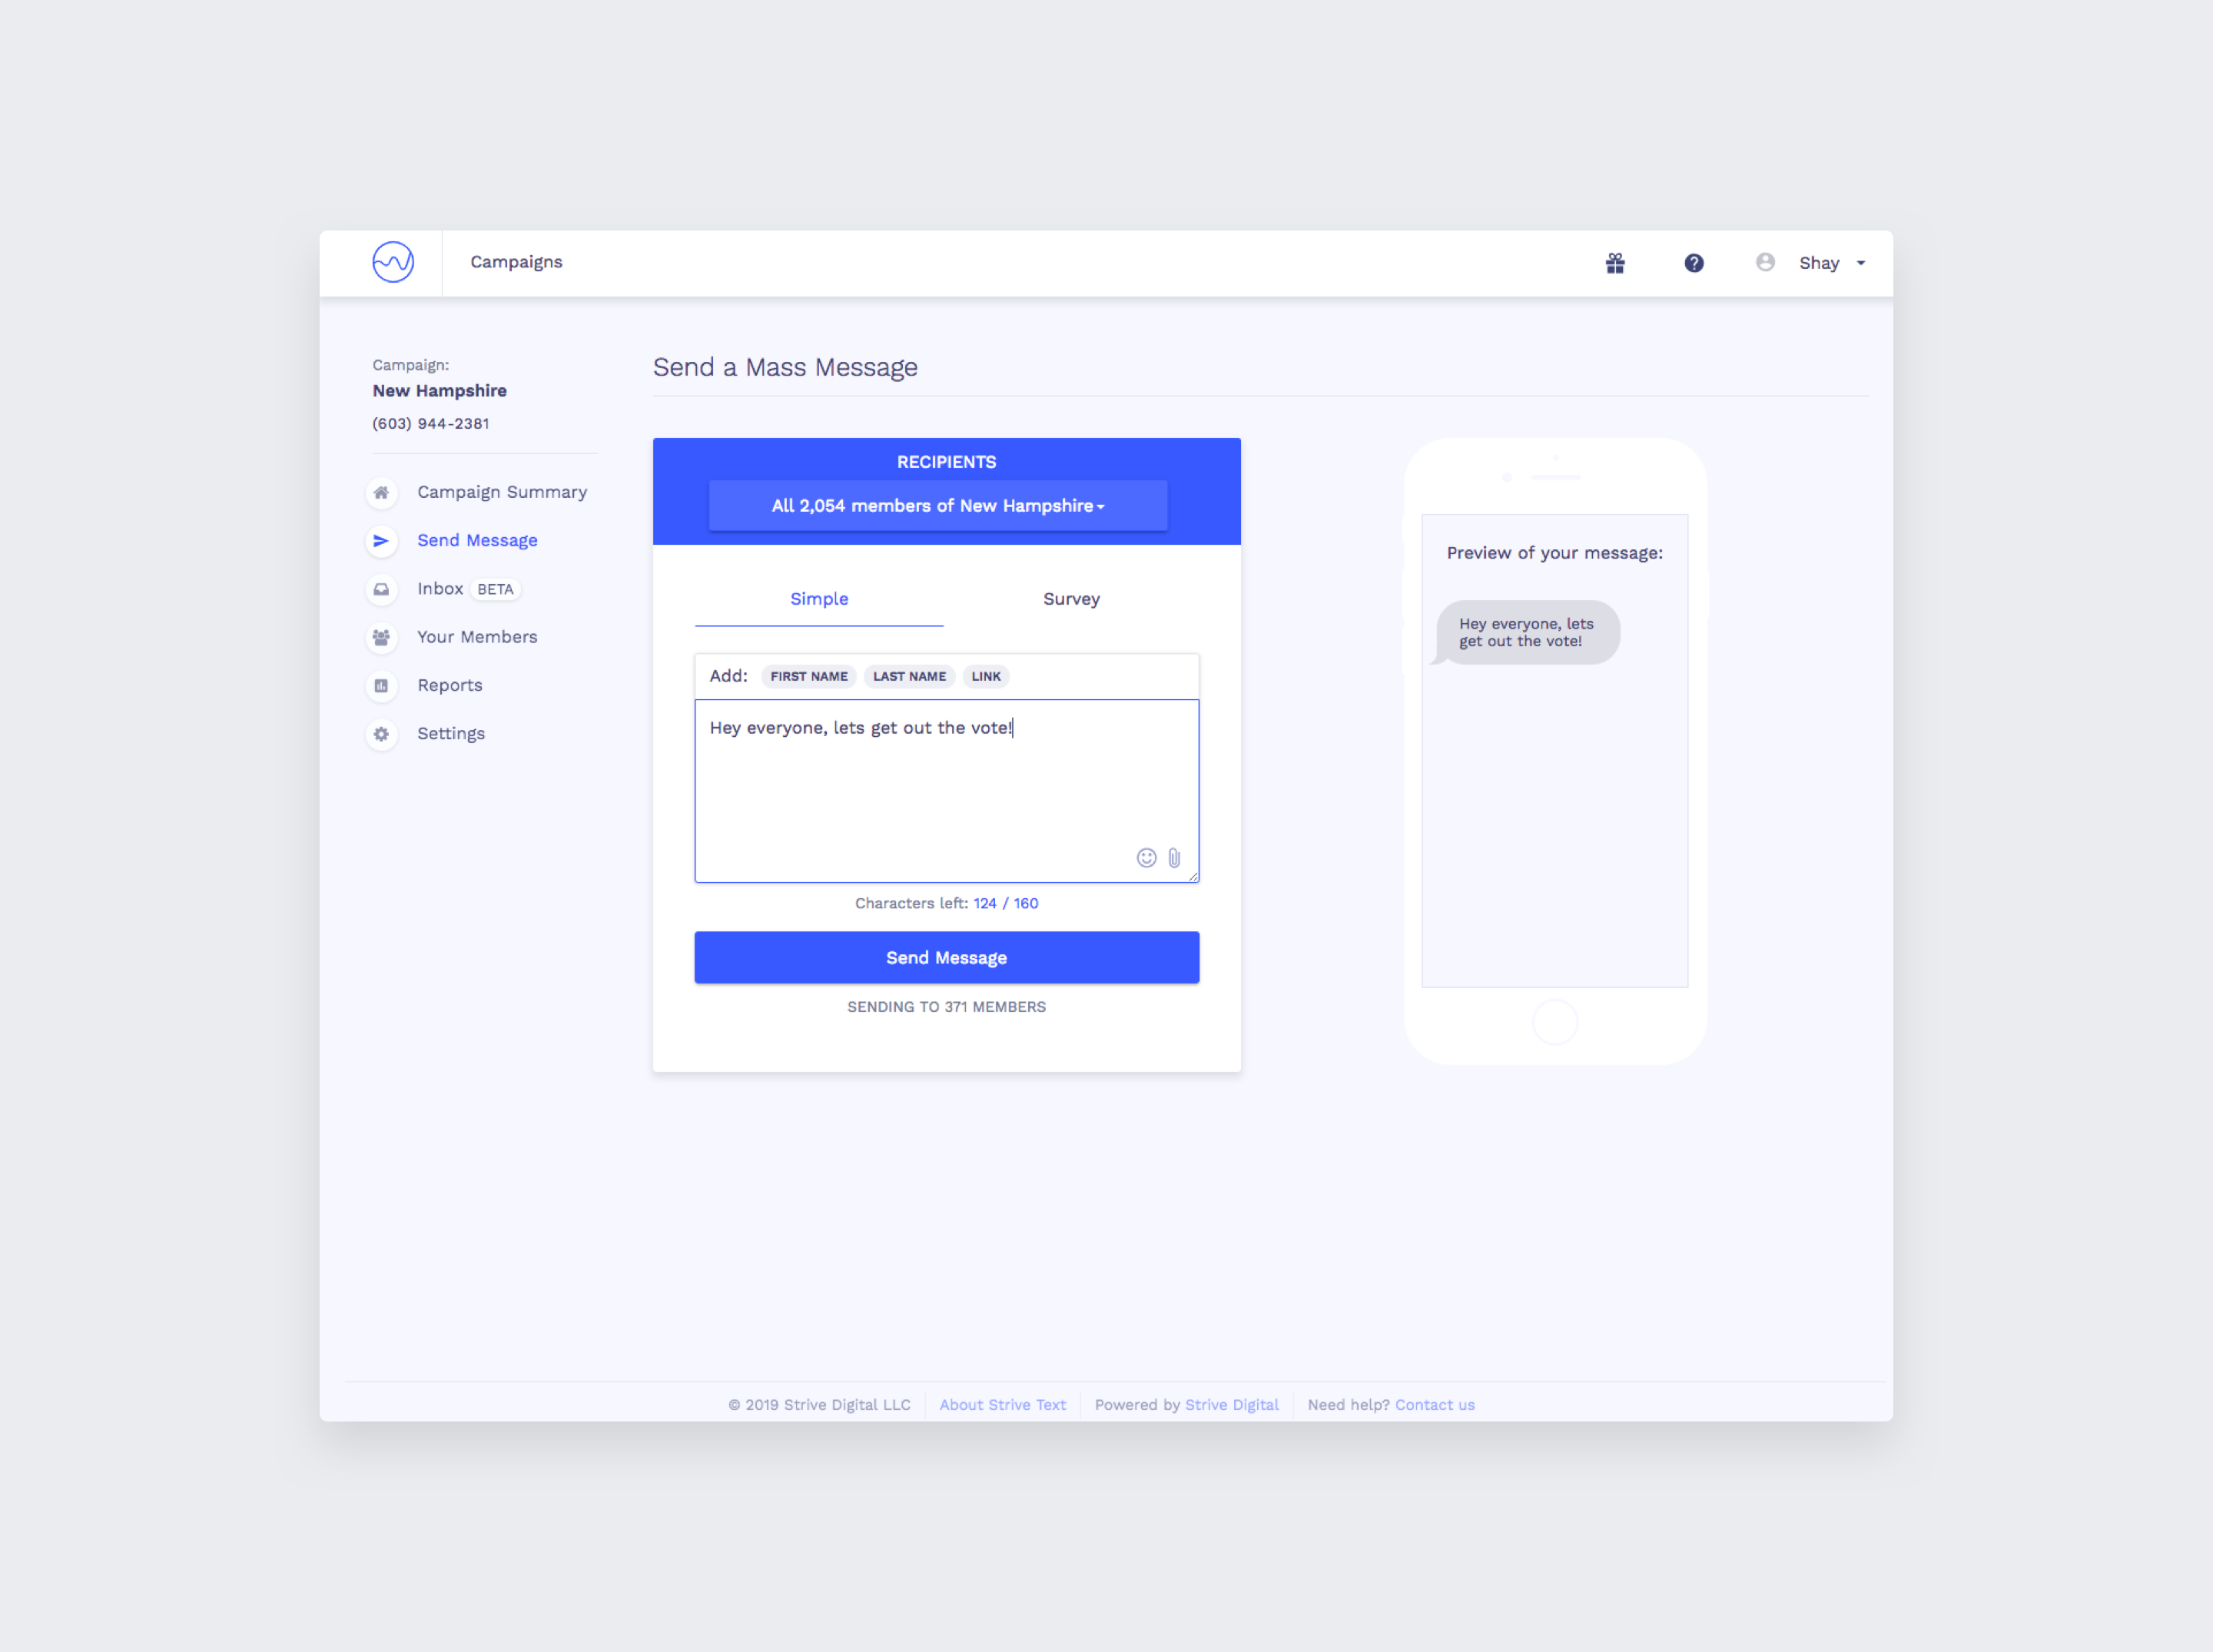 Campaigns
Shay
Campaign:
New Hampshire
(603) 944-2381
Campaign Summary
Send Message
Inbox BETA
Your Members
Reports
Settings
Send a Mass Message
RECIPIENTS
All 2,054 members of New Hampshire
Simple Survey
Add: FIRST NAME LAST NAME LINK
Hey everyone, lets get out the vote!
Characters left: 124 / 160
Send Message
SENDING TO 371 MEMBERS
Preview of your message:
Hey everyone, lets
get out the vote!
© 2019 Strive Digital LLC About Strive Text Powered by Strive Digital Need help? Contact us